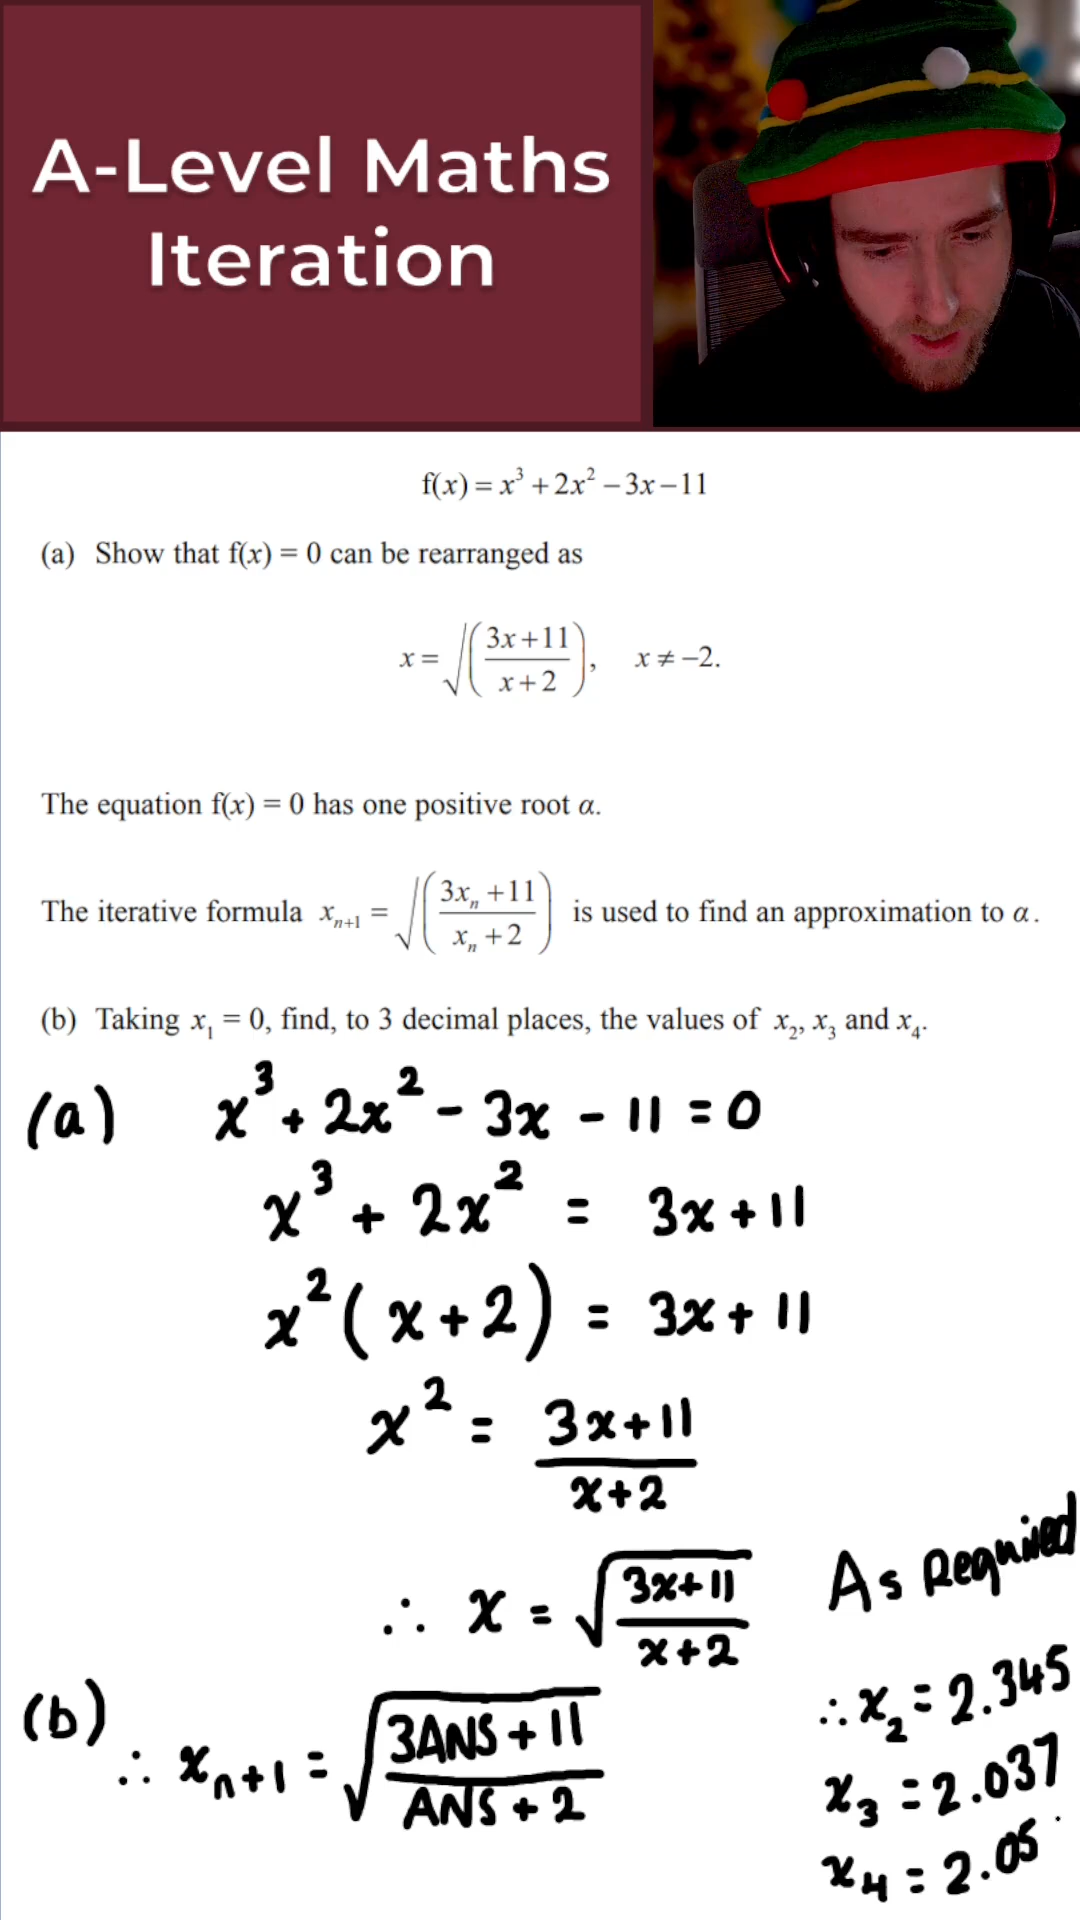 A-Level Maths
Iteration
f(x) = x³ + 2x² – 3x – 11
(a) Show that f(x) = 0 can be rearranged as
x = √((3x+11)/(x+2)), x ≠ –2.
The equation f(x) = 0 has one positive root α.
The iterative formula xₙ₊₁ = √((3xₙ+11)/(xₙ+2)) is used to find an approximation to α.
(b) Taking x₁ = 0, find, to 3 decimal places, the values of x₂, x₃ and x₄.
(a) x³ + 2x² - 3x - 11 = 0
x³ + 2x² = 3x + 11
x²(x+2) = 3x + 11
x² = (3x+11)/(x+2)
∴ x = √((3x+11)/(x+2)) As Required
(b) ∴ xₙ₊₁ = √((3ANS + 11)/(ANS + 2))
∴ x₂ = 2.345
x₃ = 2.037
x₄ = 2.05